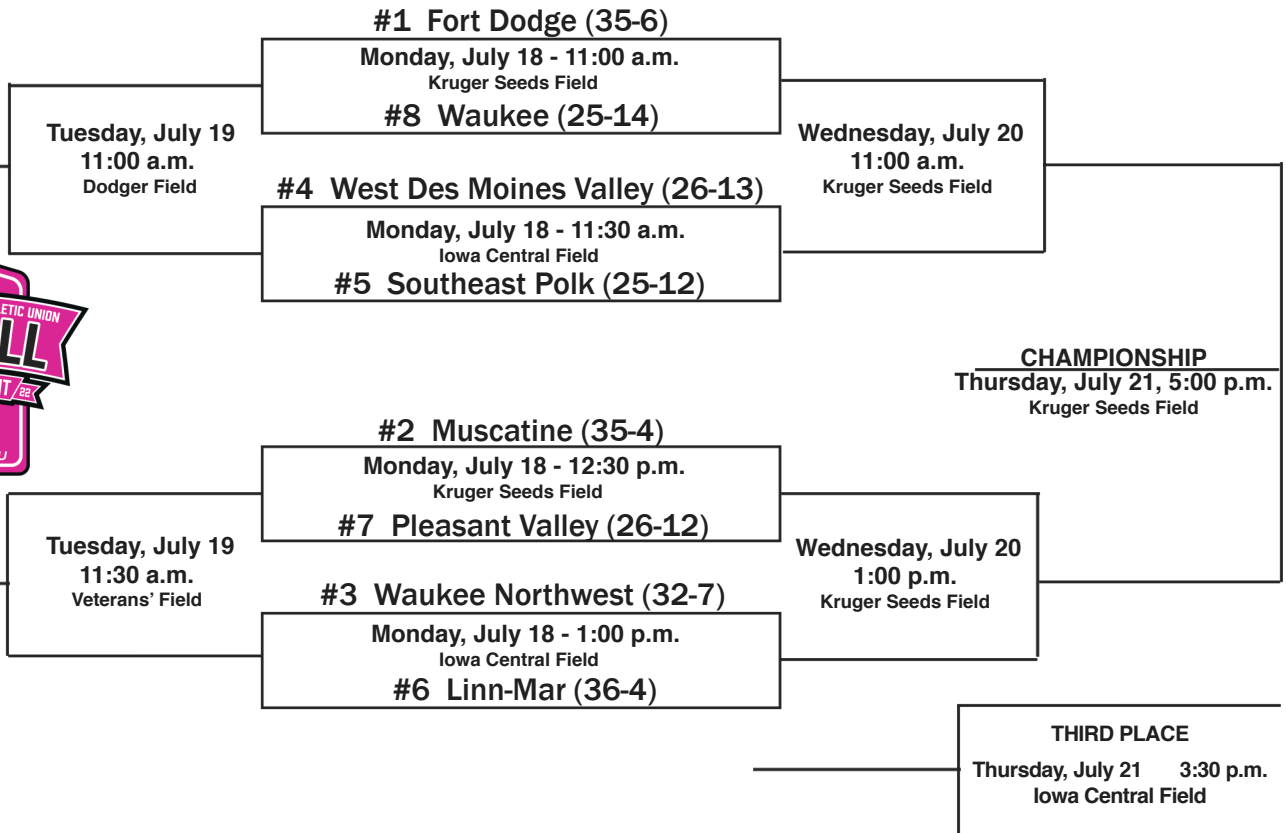 #1 Fort Dodge (35-6)
Monday, July 18 - 11:00 a.m.
Kruger Seeds Field
#8 Waukee (25-14)
Tuesday, July 19
11:00 a.m.
Dodger Field
Wednesday, July 20
11:00 a.m.
Kruger Seeds Field
#4 West Des Moines Valley (26-13)
Monday, July 18 - 11:30 a.m.
Iowa Central Field
#5 Southeast Polk (25-12)
UNION
22
CHAMPIONSHIP
Thursday, July 21, 5:00 p.m.
Kruger Seeds Field
#2 Muscatine (35-4)
Monday, July 18 - 12:30 p.m.
Kruger Seeds Field
#7 Pleasant Valley (26-12)
Tuesday, July 19
11:30 a.m.
Veterans' Field
Wednesday, July 20
1:00 p.m.
Kruger Seeds Field
#3 Waukee Northwest (32-7)
Monday, July 18 - 1:00 p.m.
Iowa Central Field
#6 Linn-Mar (36-4)
THIRD PLACE
Thursday, July 21 3:30 p.m.
Iowa Central Field